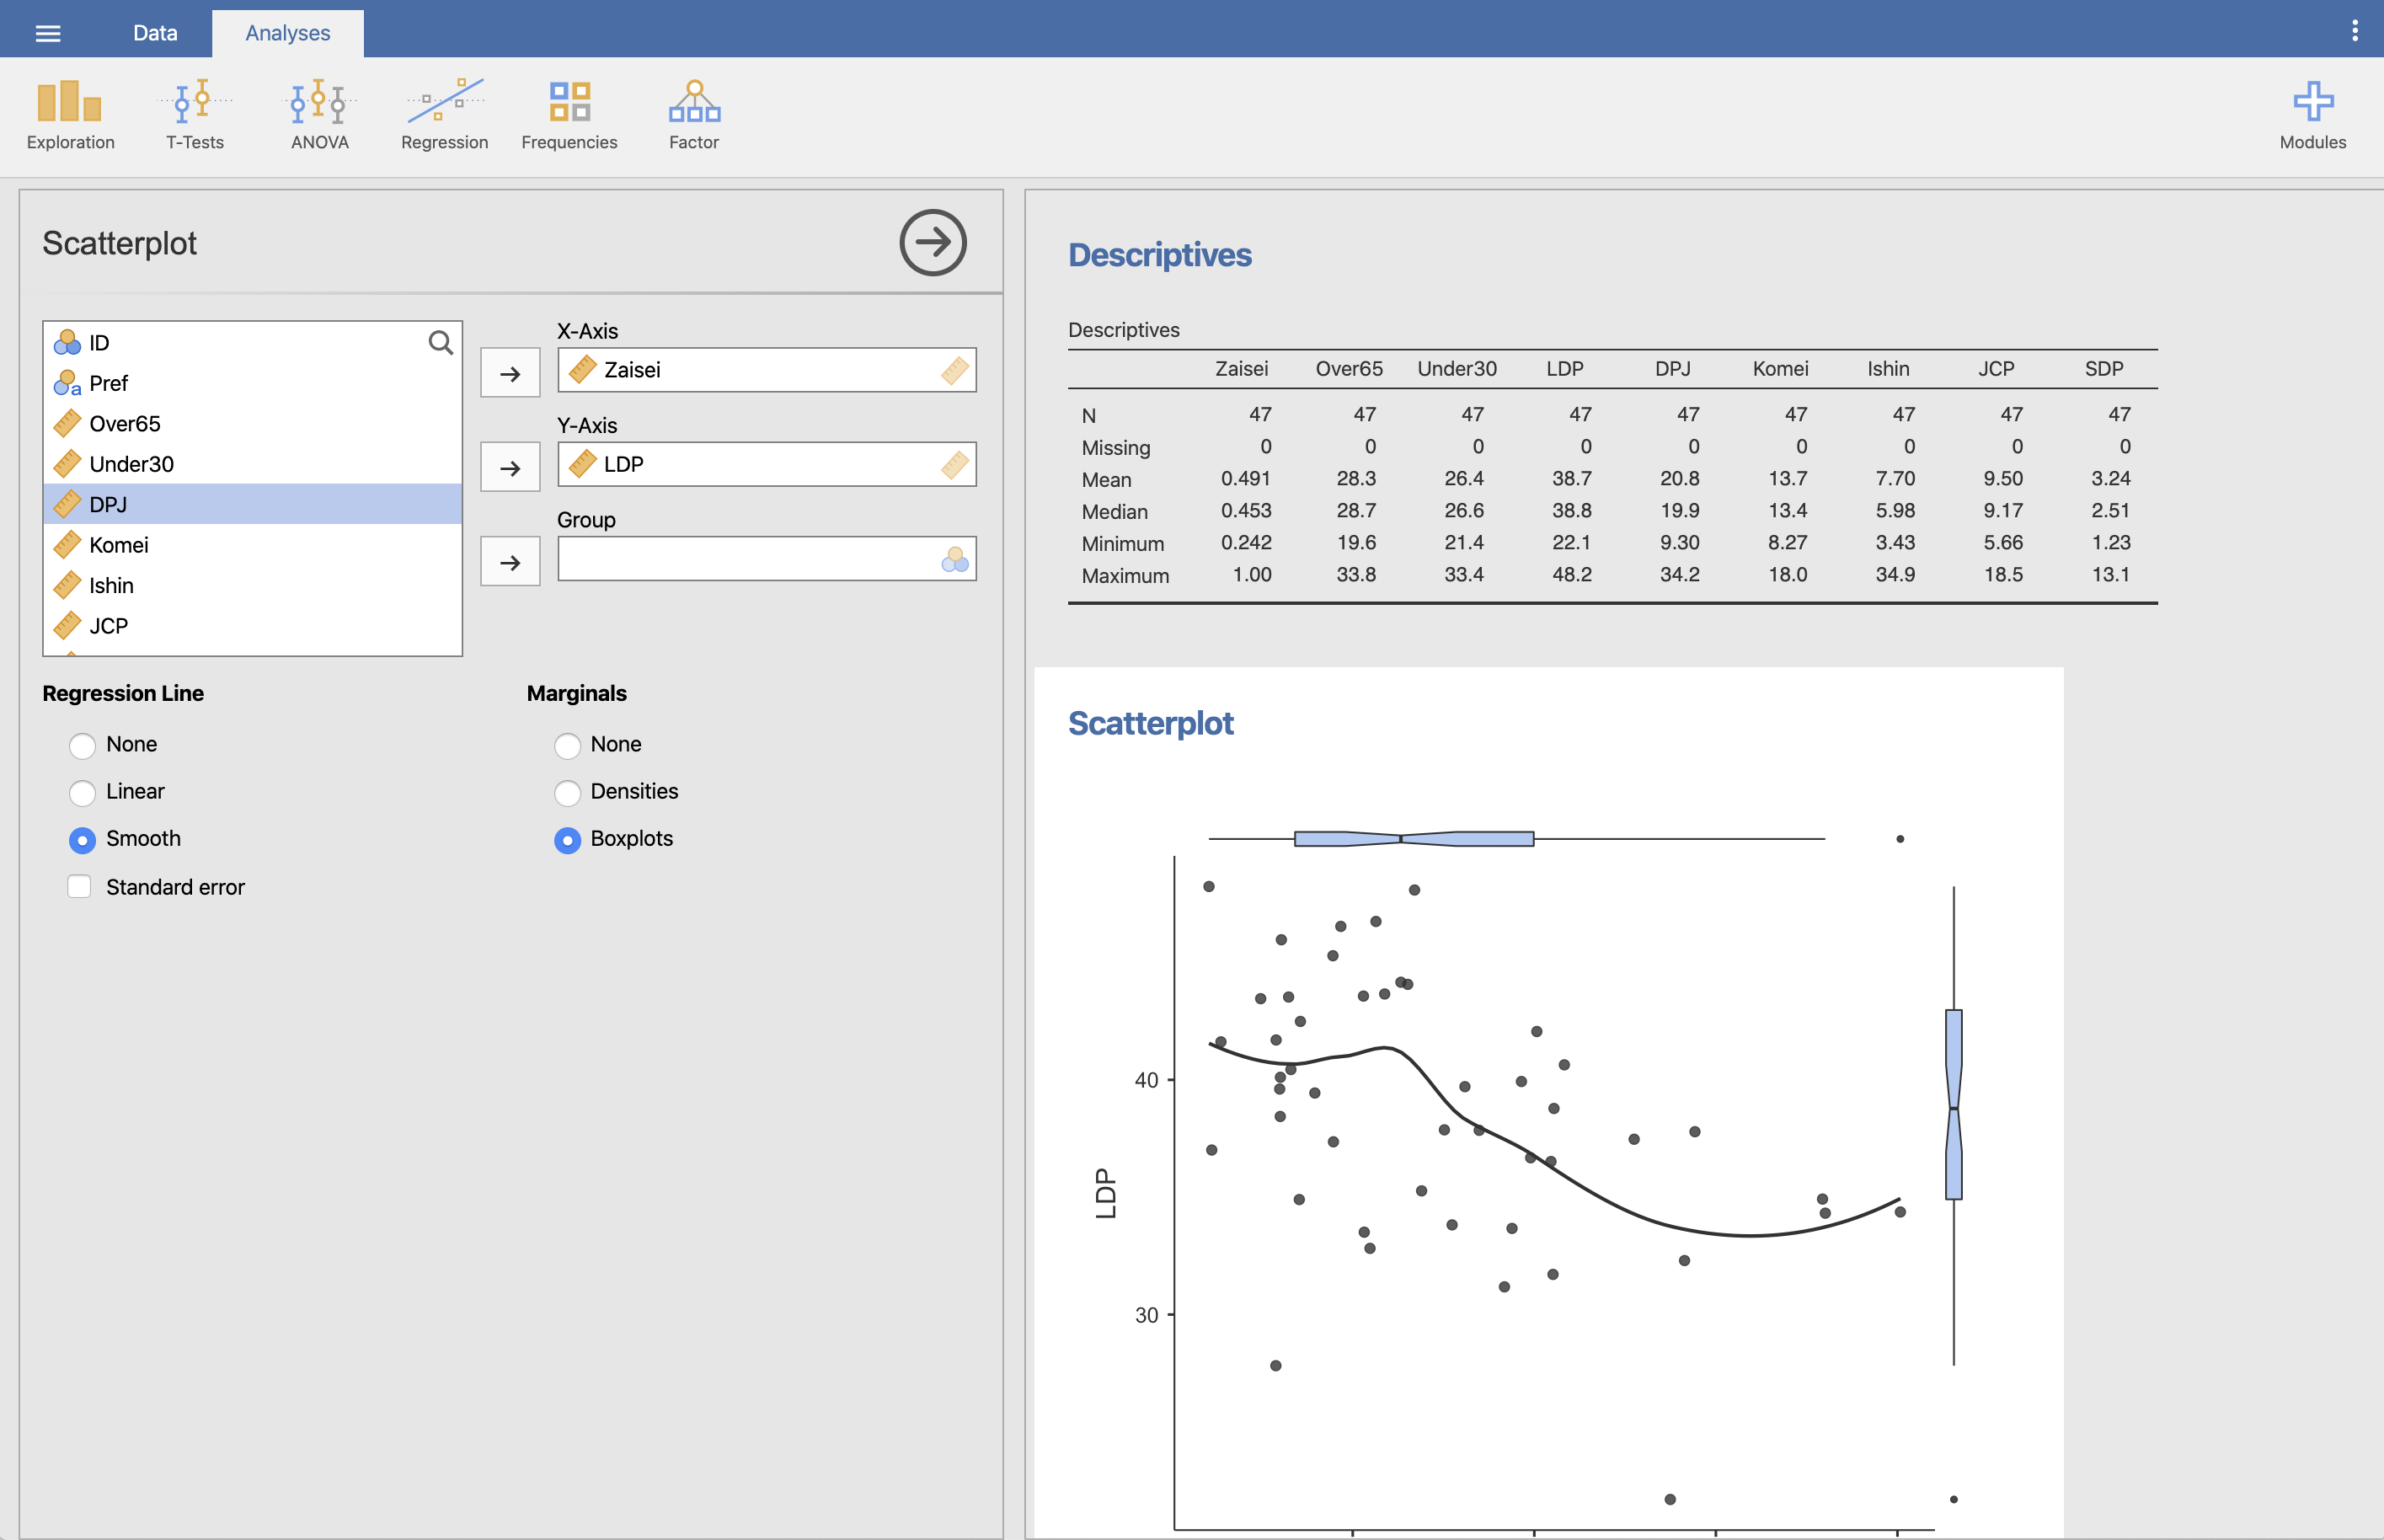 Data Analyses
Exploration T-Tests ANOVA Regression Frequencies Factor Modules
Scatterplot
ID
Pref
Over65
Under30
DPJ
Komei
Ishin
JCP
X-Axis
Zaisei
Y-Axis
LDP
Group
Regression Line
None
Linear
Smooth
Standard error
Marginals
None
Densities
Boxplots
Descriptives
Descriptives
Zaisei Over65 Under30 LDP DPJ Komei Ishin JCP SDP
N 47 47 47 47 47 47 47 47 47
Missing 0 0 0 0 0 0 0 0 0
Mean 0.491 28.3 26.4 38.7 20.8 13.7 7.70 9.50 3.24
Median 0.453 28.7 26.6 38.8 19.9 13.4 5.98 9.17 2.51
Minimum 0.242 19.6 21.4 22.1 9.30 8.27 3.43 5.66 1.23
Maximum 1.00 33.8 33.4 48.2 34.2 18.0 34.9 18.5 13.1
Scatterplot
40
LDP
30